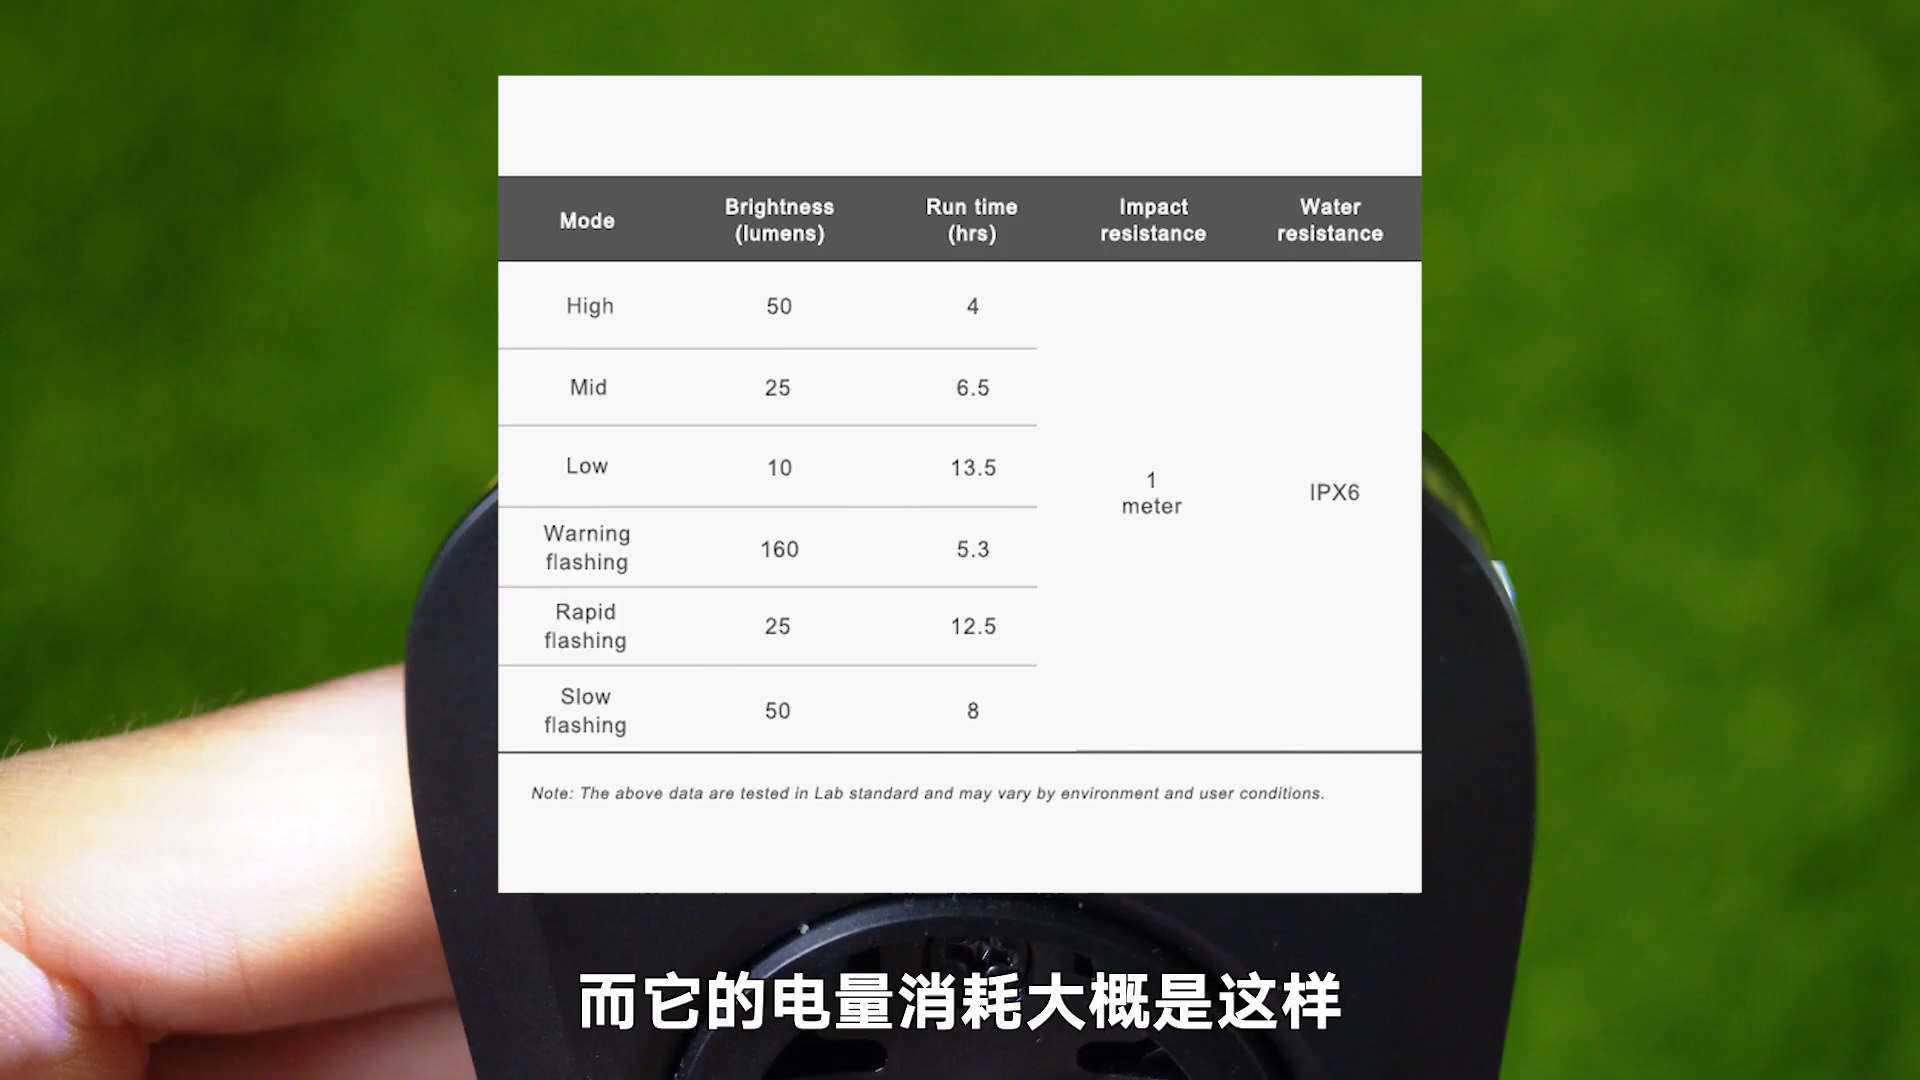 Mode
Brightness
(lumens)
Run time
(hrs)
Impact
resistance
Water
resistance
High
50
4
Mid
25
6.5
Low
10
13.5
Warning
flashing
160
5.3
Rapid
flashing
25
12.5
Slow
flashing
50
8
1
meter
IPX6
Note: The above data are tested in Lab standard and may vary by environment and user conditions.
而它的电量消耗大概是这样